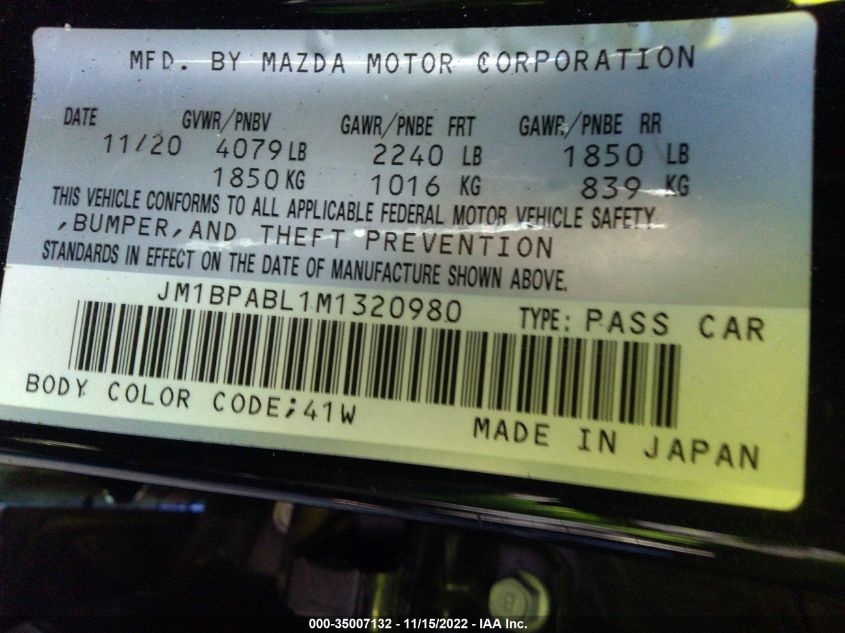 MFD. BY MAZDA MOTOR CORPORATION
DATE GVWR/PNBV GAWR/PNBE FRT GAWR/PNBE RR
11/20 4079 LB 2240 LB 1850 LB
1850 KG 1016 KG 839 KG
THIS VEHICLE CONFORMS TO ALL APPLICABLE FEDERAL MOTOR VEHICLE SAFETY
,BUMPER,AND THEFT PREVENTION
STANDARDS IN EFFECT ON THE DATE OF MANUFACTURE SHOWN ABOVE.
JM1BPABL1M1320980 TYPE: PASS CAR
BODY COLOR CODE;41W
MADE IN JAPAN
000-35007132 - 11/15/2022 - IAA Inc.